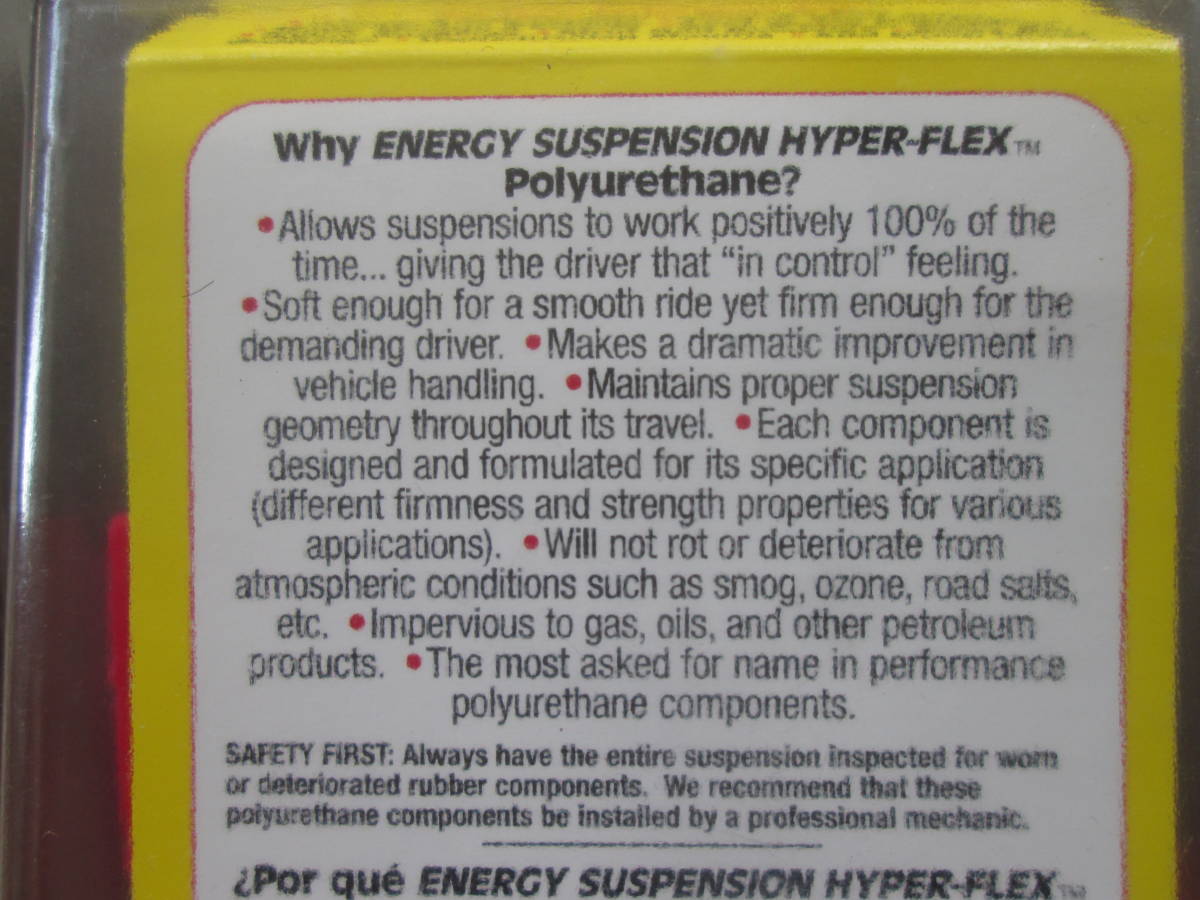 Why ENERGY SUSPENSION HYPER-FLEX™
Polyurethane?
•Allows suspensions to work positively 100% of the
time... giving the driver that “in control” feeling.
•Soft enough for a smooth ride yet firm enough for the
demanding driver. •Makes a dramatic improvement in
vehicle handling. •Maintains proper suspension
geometry throughout its travel. •Each component is
designed and formulated for its specific application
(different firmness and strength properties for various
applications). •Will not rot or deteriorate from
atmospheric conditions such as smog, ozone, road salts,
etc. •Impervious to gas, oils, and other petroleum
products. •The most asked for name in performance
polyurethane components.
SAFETY FIRST: Always have the entire suspension inspected for worn
or deteriorated rubber components. We recommend that these
polyurethane components be installed by a professional mechanic.
¿Por qué ENERGY SUSPENSION HYPER-FLEX™